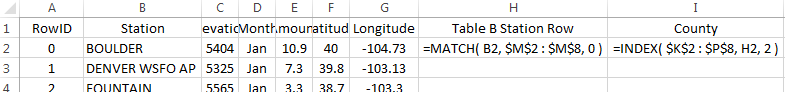 A B C D E F G H I
1 RowID Station evatio Month mour atitud Longitude Table B Station Row County
2 0 BOULDER 5404 Jan 10.9 40 -104.73 =MATCH( B2, $M$2 : $M$8, 0 ) =INDEX( $K$2 : $P$8, H2, 2 )
3 1 DENVER WSFO AP 5325 Jan 7.3 39.8 -103.13
4 2 FOUNTAIN 5565 Jan 3.3 38.7 -103.3